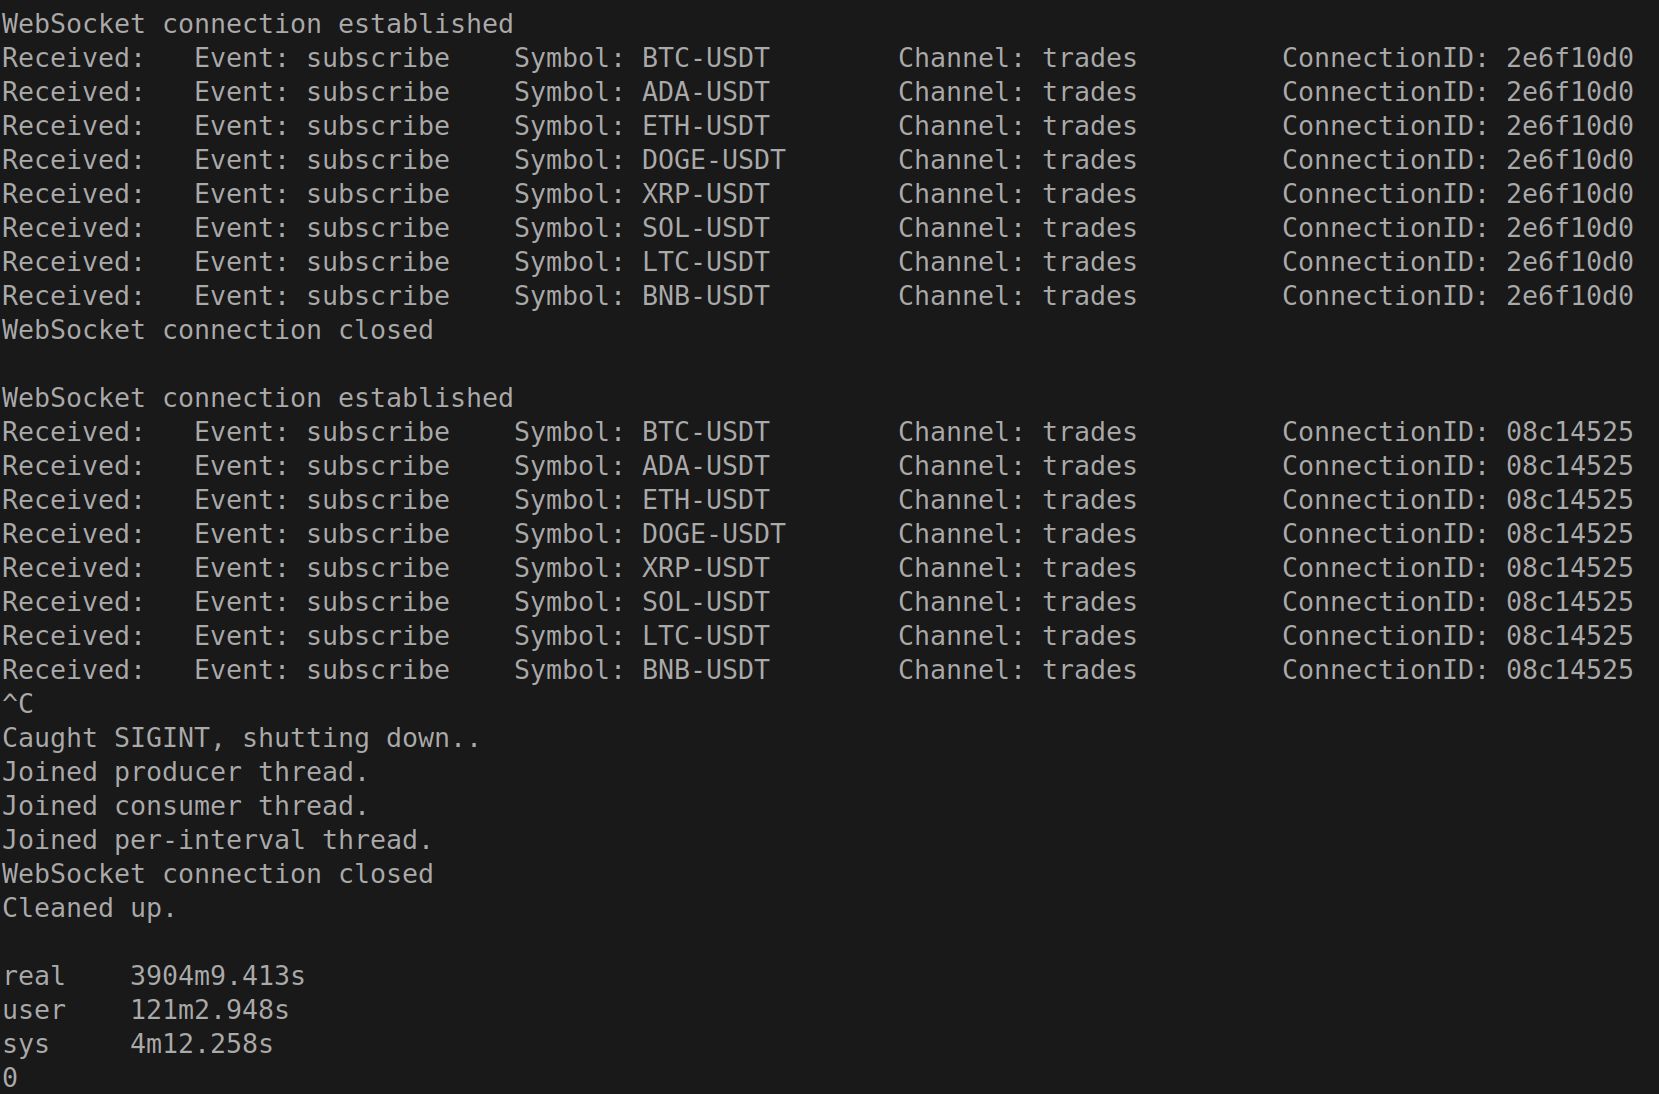 WebSocket connection established
Received:   Event: subscribe    Symbol: BTC-USDT        Channel: trades         ConnectionID: 2e6f10d0
Received:   Event: subscribe    Symbol: ADA-USDT        Channel: trades         ConnectionID: 2e6f10d0
Received:   Event: subscribe    Symbol: ETH-USDT        Channel: trades         ConnectionID: 2e6f10d0
Received:   Event: subscribe    Symbol: DOGE-USDT       Channel: trades         ConnectionID: 2e6f10d0
Received:   Event: subscribe    Symbol: XRP-USDT        Channel: trades         ConnectionID: 2e6f10d0
Received:   Event: subscribe    Symbol: SOL-USDT        Channel: trades         ConnectionID: 2e6f10d0
Received:   Event: subscribe    Symbol: LTC-USDT        Channel: trades         ConnectionID: 2e6f10d0
Received:   Event: subscribe    Symbol: BNB-USDT        Channel: trades         ConnectionID: 2e6f10d0
WebSocket connection closed

WebSocket connection established
Received:   Event: subscribe    Symbol: BTC-USDT        Channel: trades         ConnectionID: 08c14525
Received:   Event: subscribe    Symbol: ADA-USDT        Channel: trades         ConnectionID: 08c14525
Received:   Event: subscribe    Symbol: ETH-USDT        Channel: trades         ConnectionID: 08c14525
Received:   Event: subscribe    Symbol: DOGE-USDT       Channel: trades         ConnectionID: 08c14525
Received:   Event: subscribe    Symbol: XRP-USDT        Channel: trades         ConnectionID: 08c14525
Received:   Event: subscribe    Symbol: SOL-USDT        Channel: trades         ConnectionID: 08c14525
Received:   Event: subscribe    Symbol: LTC-USDT        Channel: trades         ConnectionID: 08c14525
Received:   Event: subscribe    Symbol: BNB-USDT        Channel: trades         ConnectionID: 08c14525
^C
Caught SIGINT, shutting down..
Joined producer thread.
Joined consumer thread.
Joined per-interval thread.
WebSocket connection closed
Cleaned up.

real    3904m9.413s
user    121m2.948s
sys     4m12.258s
0